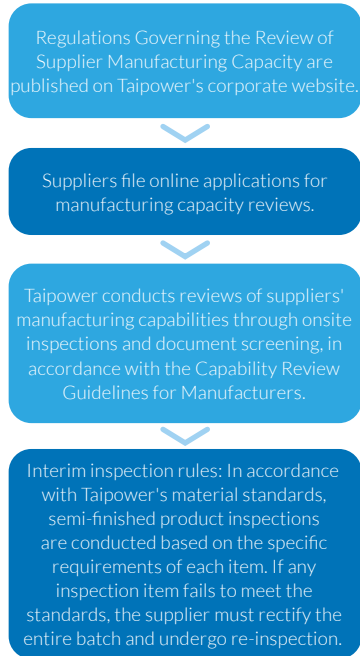 Regulations Governing the Review of
Supplier Manufacturing Capacity are
published on Taipower's corporate website.
Suppliers file online applications for
manufacturing capacity reviews.
Taipower conducts reviews of suppliers'
manufacturing capabilities through onsite
inspections and document screening, in
accordance with the Capability Review
Guidelines for Manufacturers.
Interim inspection rules: In accordance
with Taipower's material standards,
semi-finished product inspections
are conducted based on the specific
requirements of each item. If any
inspection item fails to meet the
standards, the supplier must rectify the
entire batch and undergo re-inspection.